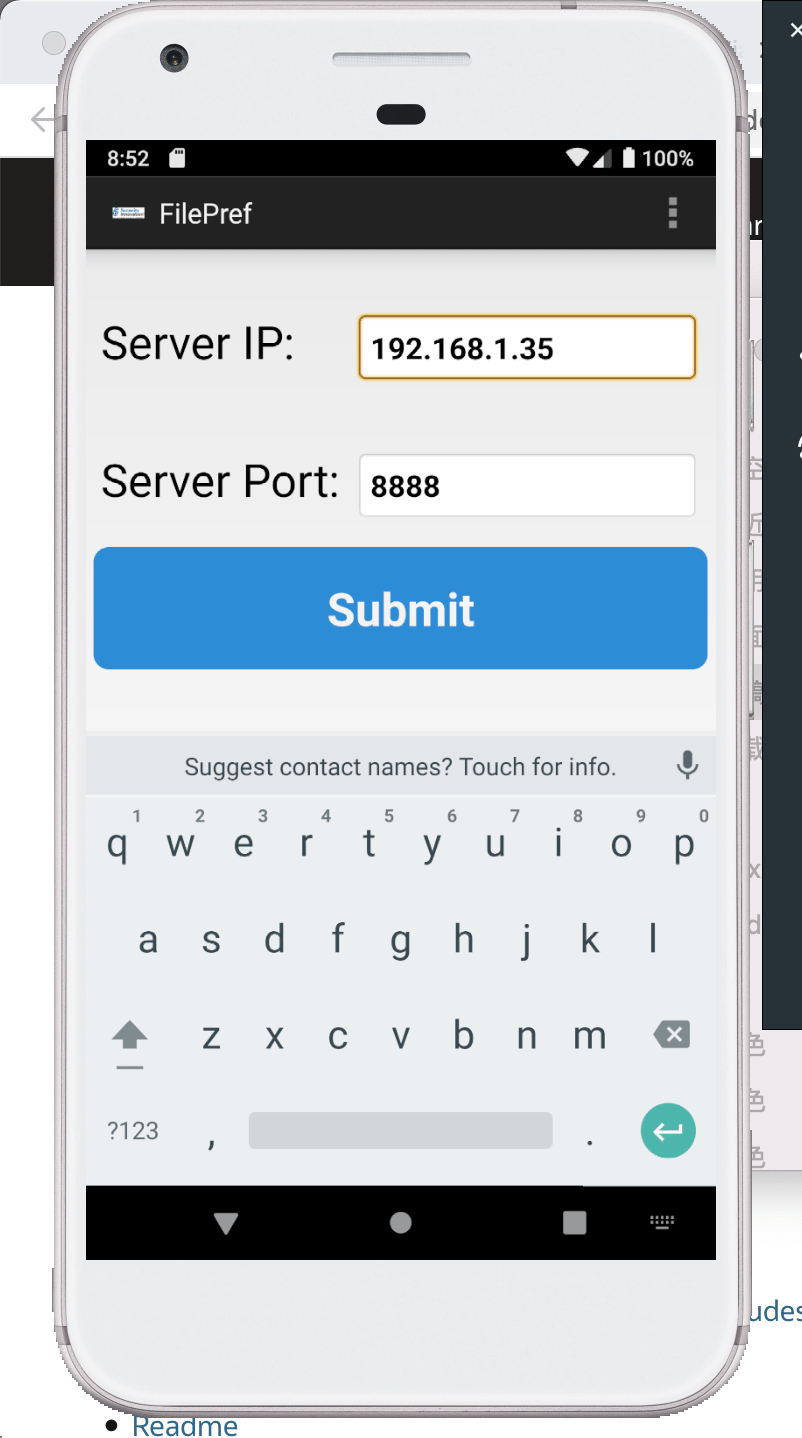 8:52 100%
FilePref
Server IP: 192.168.1.35
Server Port: 8888
Submit
Suggest contact names? Touch for info.
1 2 3 4 5 6 7 8 9 0
q w e r t y u i o p
a s d f g h j k l
z x c v b n m
?123 , .
udes
Readme